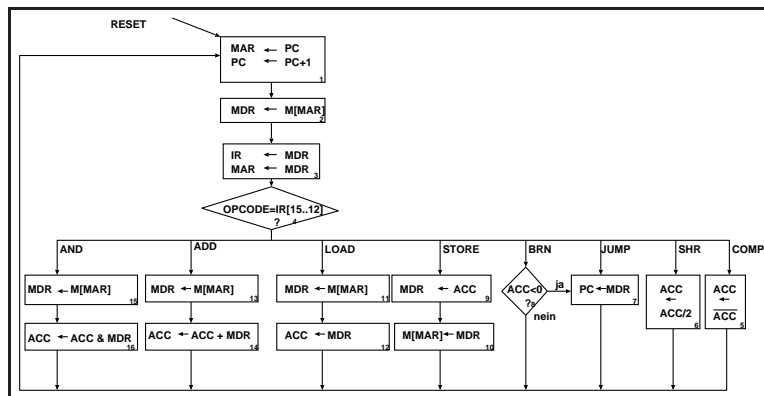 RESET
MAR ← PC
PC ← PC+1
1
MDR ← M[MAR]
2
IR ← MDR
MAR ← MDR
3
OPCODE=IR[15..12]
? 4
AND
ADD
LOAD
STORE
BRN
JUMP
SHR
COMP
MDR ← M[MAR]
15
MDR ← M[MAR]
13
MDR ← M[MAR]
11
MDR ← ACC
9
ACC<0
?8
ja
nein
PC ← MDR
7
ACC
←
ACC/2
6
ACC
←
A̅C̅C̅
5
ACC ← ACC & MDR
16
ACC ← ACC + MDR
14
ACC ← MDR
12
M[MAR] ← MDR
10